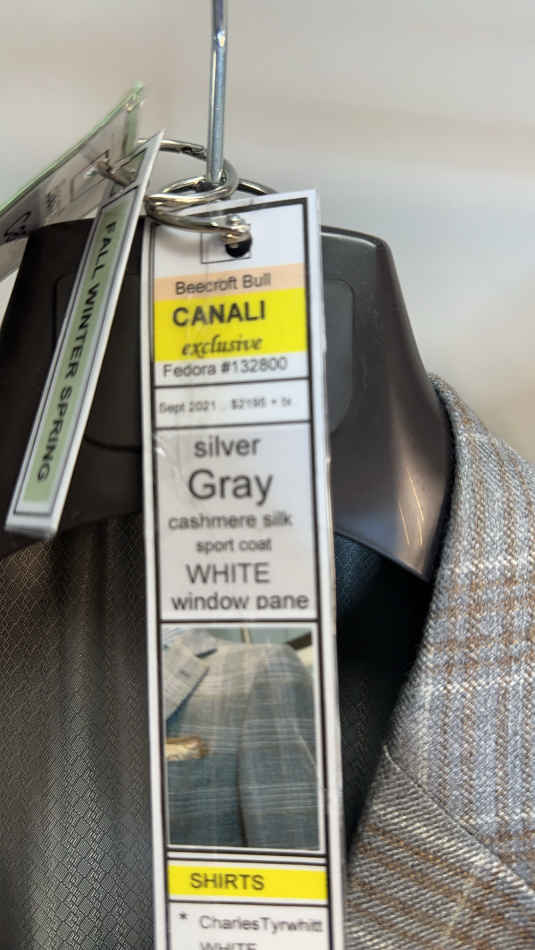 FALL WINTER SPRING
Beecroft Bull
CANALI
exclusive
Fedora #132800
Sept 2021 .. $2195 + tx
silver
Gray
cashmere silk
sport coat
WHITE
window pane
SHIRTS
* CharlesTyrwhitt
WHITE